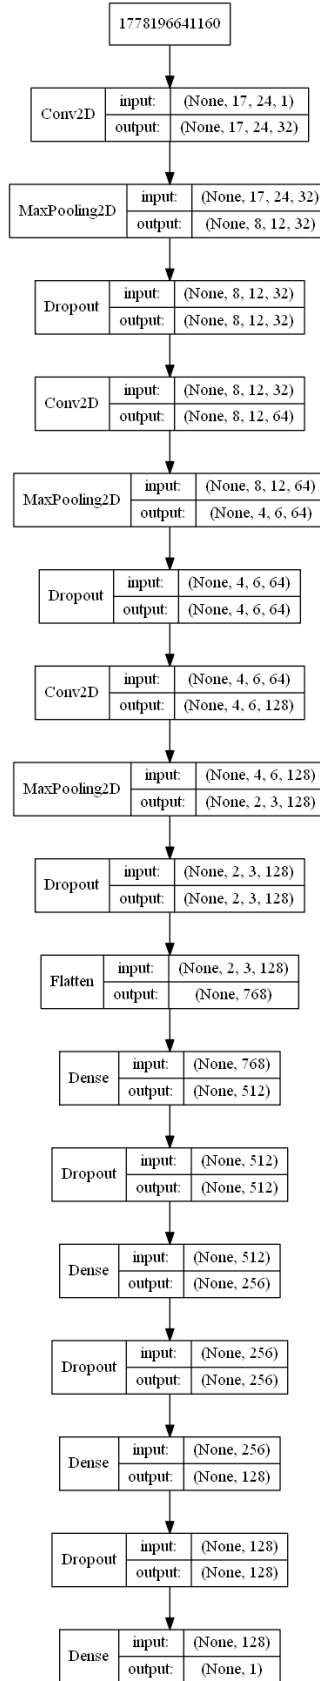 1778196641160
Conv2D
input: (None, 17, 24, 1)
output: (None, 17, 24, 32)
MaxPooling2D
input: (None, 17, 24, 32)
output: (None, 8, 12, 32)
Dropout
input: (None, 8, 12, 32)
output: (None, 8, 12, 32)
Conv2D
input: (None, 8, 12, 32)
output: (None, 8, 12, 64)
MaxPooling2D
input: (None, 8, 12, 64)
output: (None, 4, 6, 64)
Dropout
input: (None, 4, 6, 64)
output: (None, 4, 6, 64)
Conv2D
input: (None, 4, 6, 64)
output: (None, 4, 6, 128)
MaxPooling2D
input: (None, 4, 6, 128)
output: (None, 2, 3, 128)
Dropout
input: (None, 2, 3, 128)
output: (None, 2, 3, 128)
Flatten
input: (None, 2, 3, 128)
output: (None, 768)
Dense
input: (None, 768)
output: (None, 512)
Dropout
input: (None, 512)
output: (None, 512)
Dense
input: (None, 512)
output: (None, 256)
Dropout
input: (None, 256)
output: (None, 256)
Dense
input: (None, 256)
output: (None, 128)
Dropout
input: (None, 128)
output: (None, 128)
Dense
input: (None, 128)
output: (None, 1)